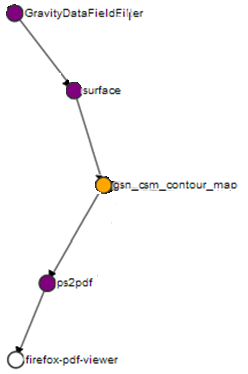 GravityDataFieldFilter
surface
gsn_csm_contour_map
ps2pdf
firefox-pdf-viewer